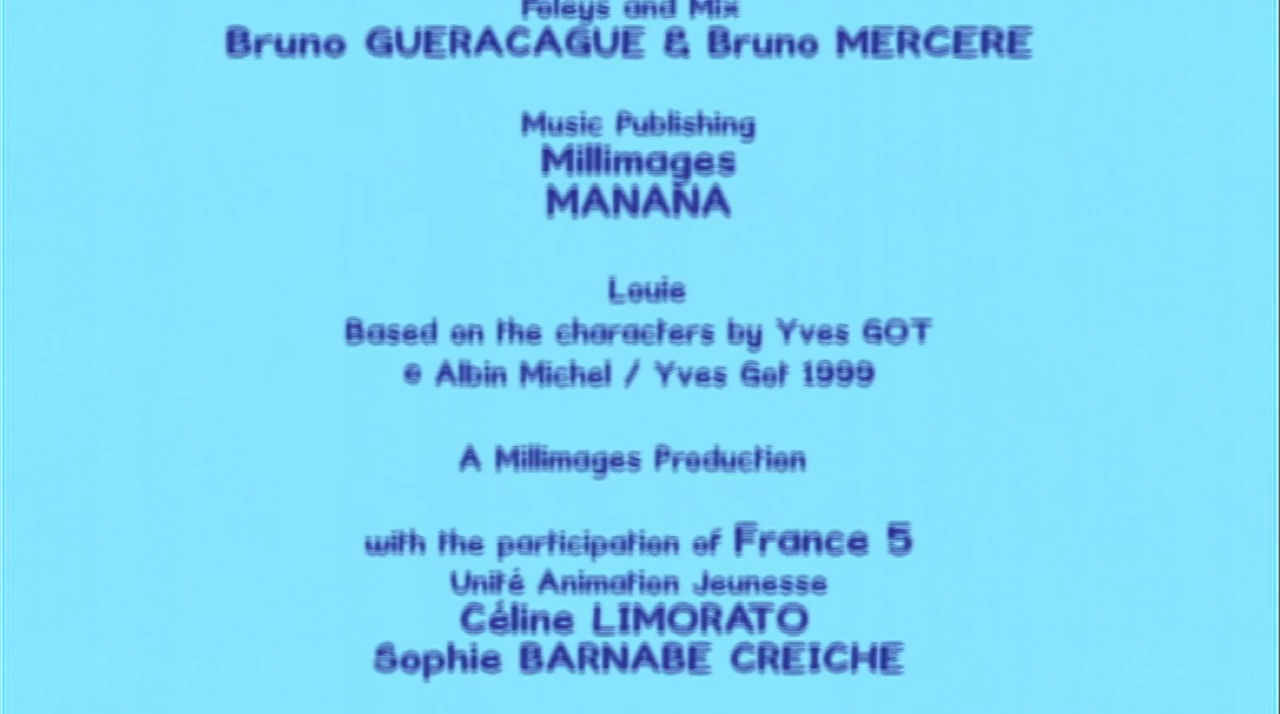 Foleys and Mix
Bruno GUERACAGUE & Bruno MERCERE
Music Publishing
Millimages
MANANA
Louie
Based on the characters by Yves GOT
© Albin Michel / Yves Got 1999
A Millimages Production
with the participation of France 5
Unité Animation Jeunesse
Céline LIMORATO
Sophie BARNABE CREICHE